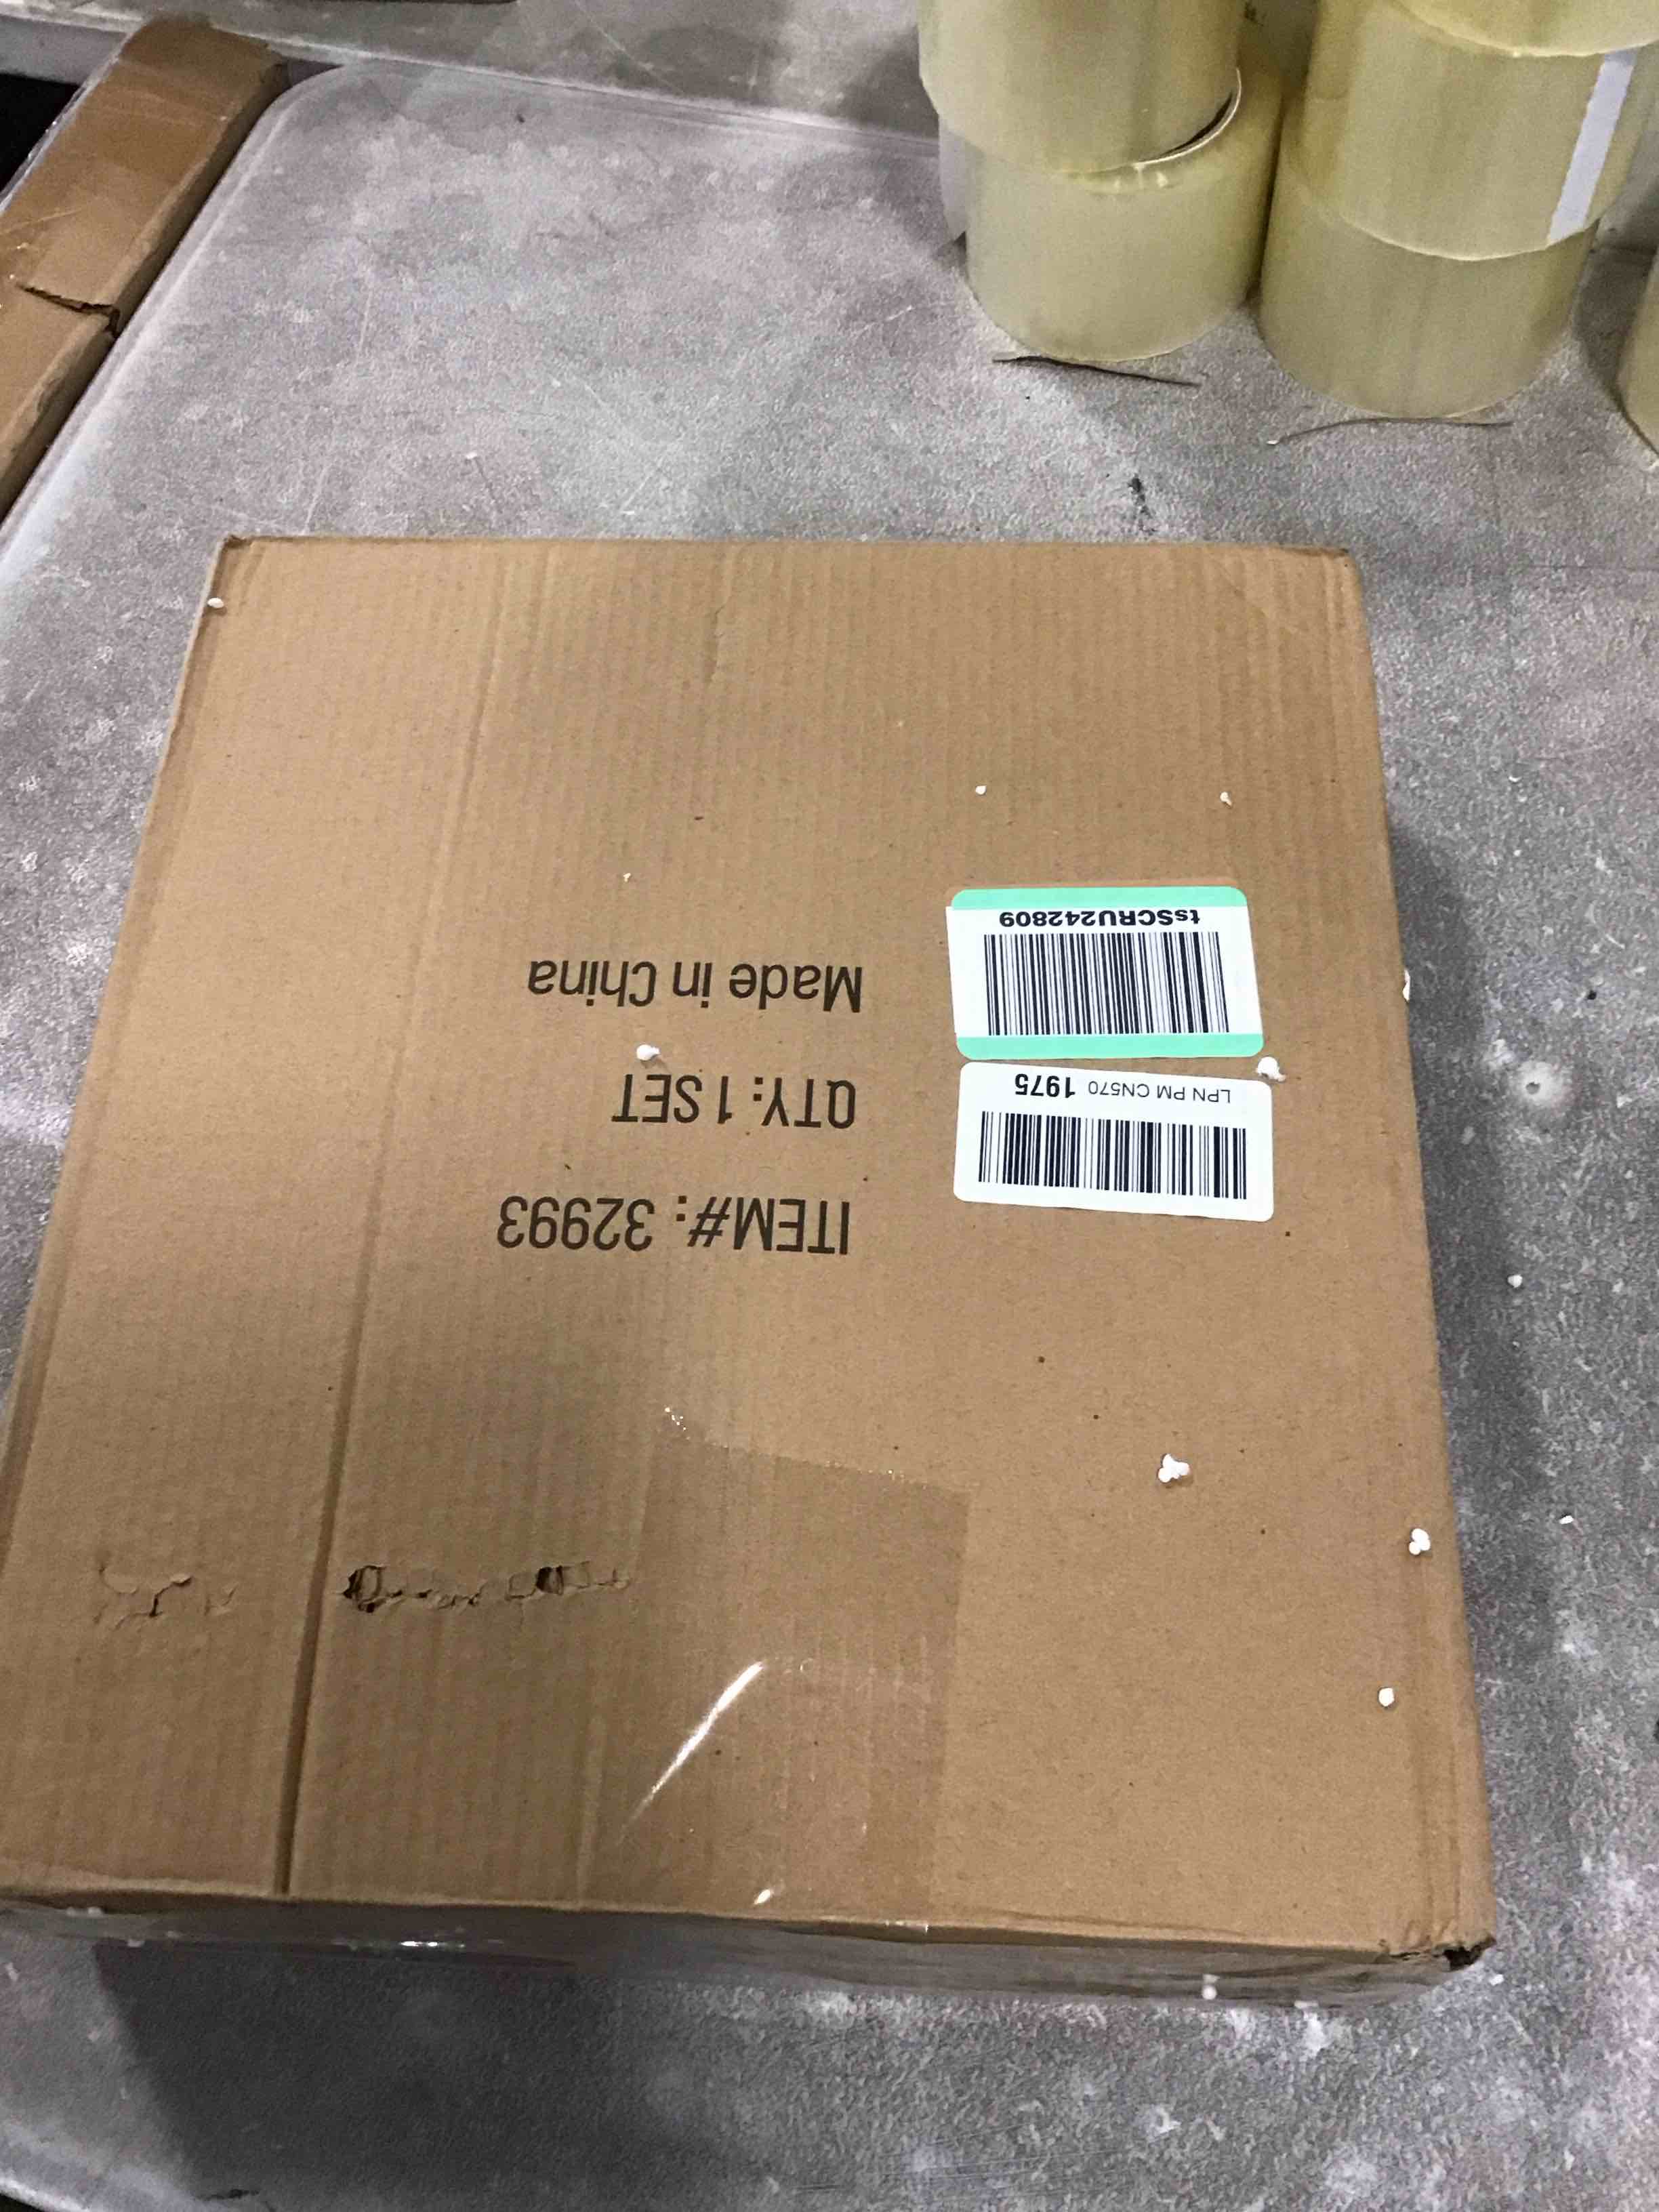 ITEM#: 32993
QTY: 1 SET
Made in China
LPN PM CN570 1975
tsSCRU242809